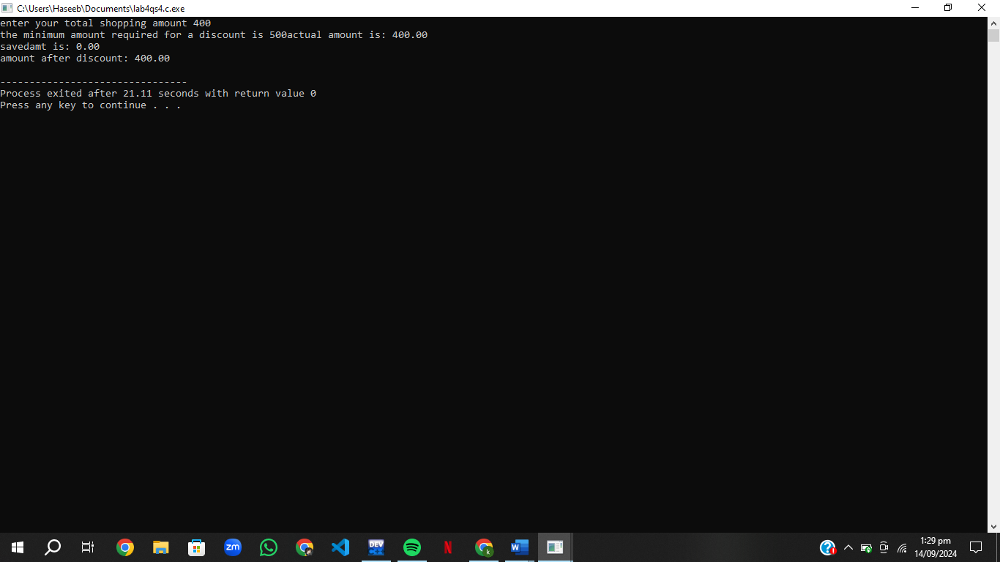 C:\Users\Haseeb\Documents\lab4qs4.c.exe
enter your total shopping amount 400
the minimum amount required for a discount is 500actual amount is: 400.00
savedamt is: 0.00
amount after discount: 400.00
--------------------------------
Process exited after 21.11 seconds with return value 0
Press any key to continue . . .
zm
DEV
C++
N
k
W
1:29 pm
14/09/2024